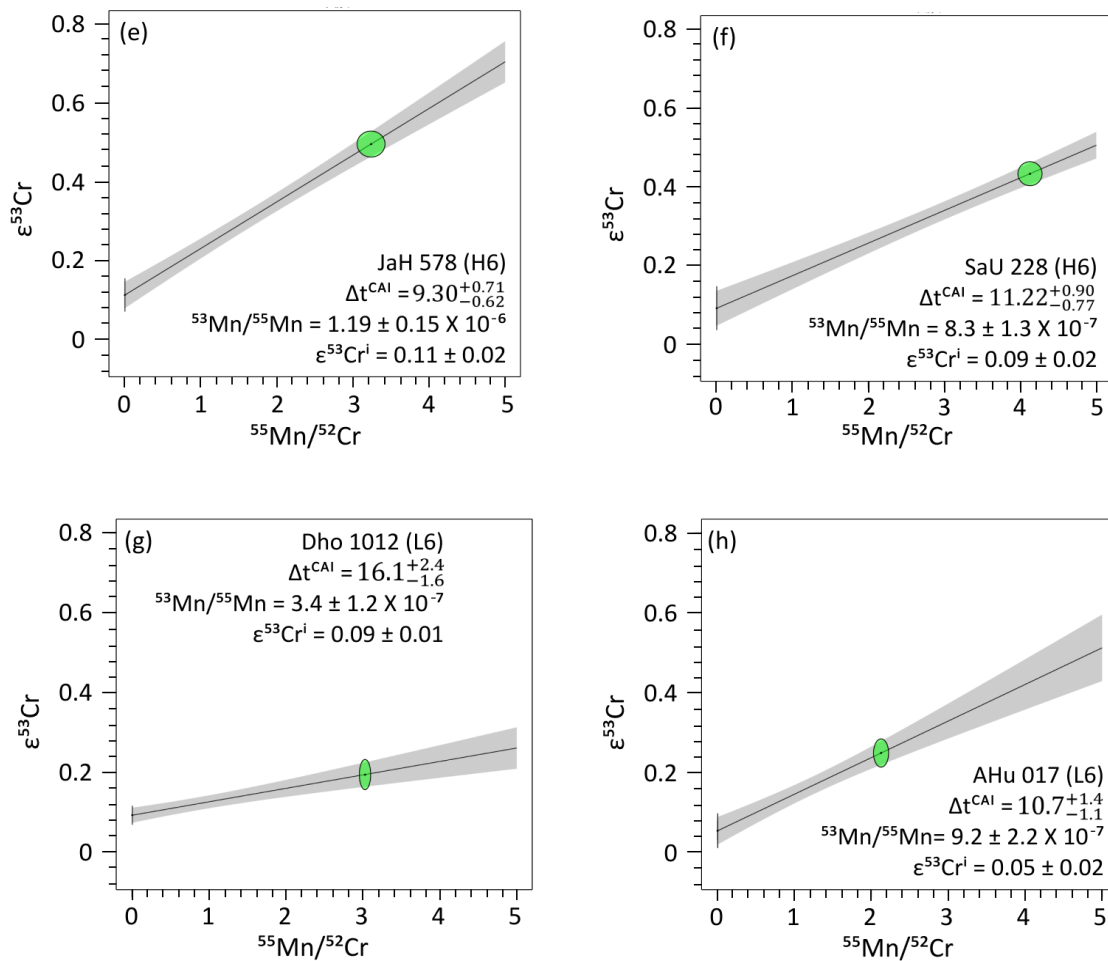 (e)
0.8
0.6
0.4
0.2
0
ε⁵³Cr
JaH 578 (H6)
Δtᶜᴬᴵ = 9.30 +0.71 −0.62
⁵³Mn/⁵⁵Mn = 1.19 ± 0.15 X 10⁻⁶
ε⁵³Crⁱ = 0.11 ± 0.02
0 1 2 3 4 5
⁵⁵Mn/⁵²Cr
(f)
0.8
0.6
0.4
0.2
0
ε⁵³Cr
SaU 228 (H6)
Δtᶜᴬᴵ = 11.22 +0.90 −0.77
⁵³Mn/⁵⁵Mn = 8.3 ± 1.3 X 10⁻⁷
ε⁵³Crⁱ = 0.09 ± 0.02
0 1 2 3 4 5
⁵⁵Mn/⁵²Cr
(g)
0.8
0.6
0.4
0.2
0
ε⁵³Cr
Dho 1012 (L6)
Δtᶜᴬᴵ = 16.1 +2.4 −1.6
⁵³Mn/⁵⁵Mn = 3.4 ± 1.2 X 10⁻⁷
ε⁵³Crⁱ = 0.09 ± 0.01
0 1 2 3 4 5
⁵⁵Mn/⁵²Cr
(h)
0.8
0.6
0.4
0.2
0
ε⁵³Cr
AHu 017 (L6)
Δtᶜᴬᴵ = 10.7 +1.4 −1.1
⁵³Mn/⁵⁵Mn= 9.2 ± 2.2 X 10⁻⁷
ε⁵³Crⁱ = 0.05 ± 0.02
0 1 2 3 4 5
⁵⁵Mn/⁵²Cr